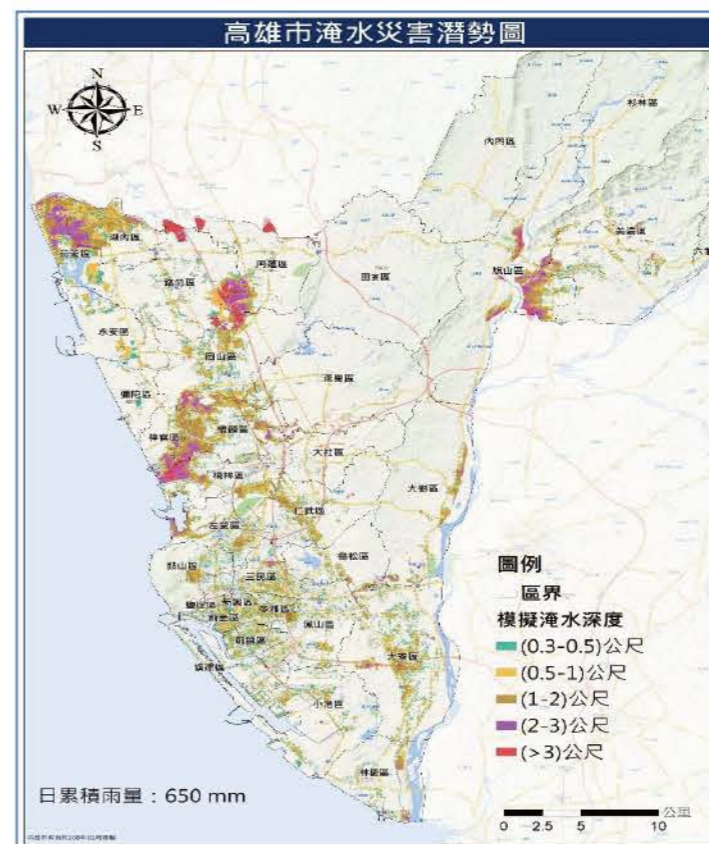 高雄市淹水災害潛勢圖
N
W
E
S
杉林區
內門區
美濃區
六龜
旗山區
湖內區
茄萣區
路竹區
阿蓮區
田寮區
永安區
岡山區
彌陀區
燕巢區
梓官區
橋頭區
大社區
楠梓區
大樹區
仁武區
左營區
鳥松區
鼓山區
三民區
鹽埕區
新興區
前金區
苓雅區
鳳山區
前鎮區
旗津區
大寮區
小港區
林園區
圖例
區界
模擬淹水深度
(0.3-0.5)公尺
(0.5-1)公尺
(1-2)公尺
(2-3)公尺
(>3)公尺
日累積雨量：650 mm
公里
0 2.5 5 10